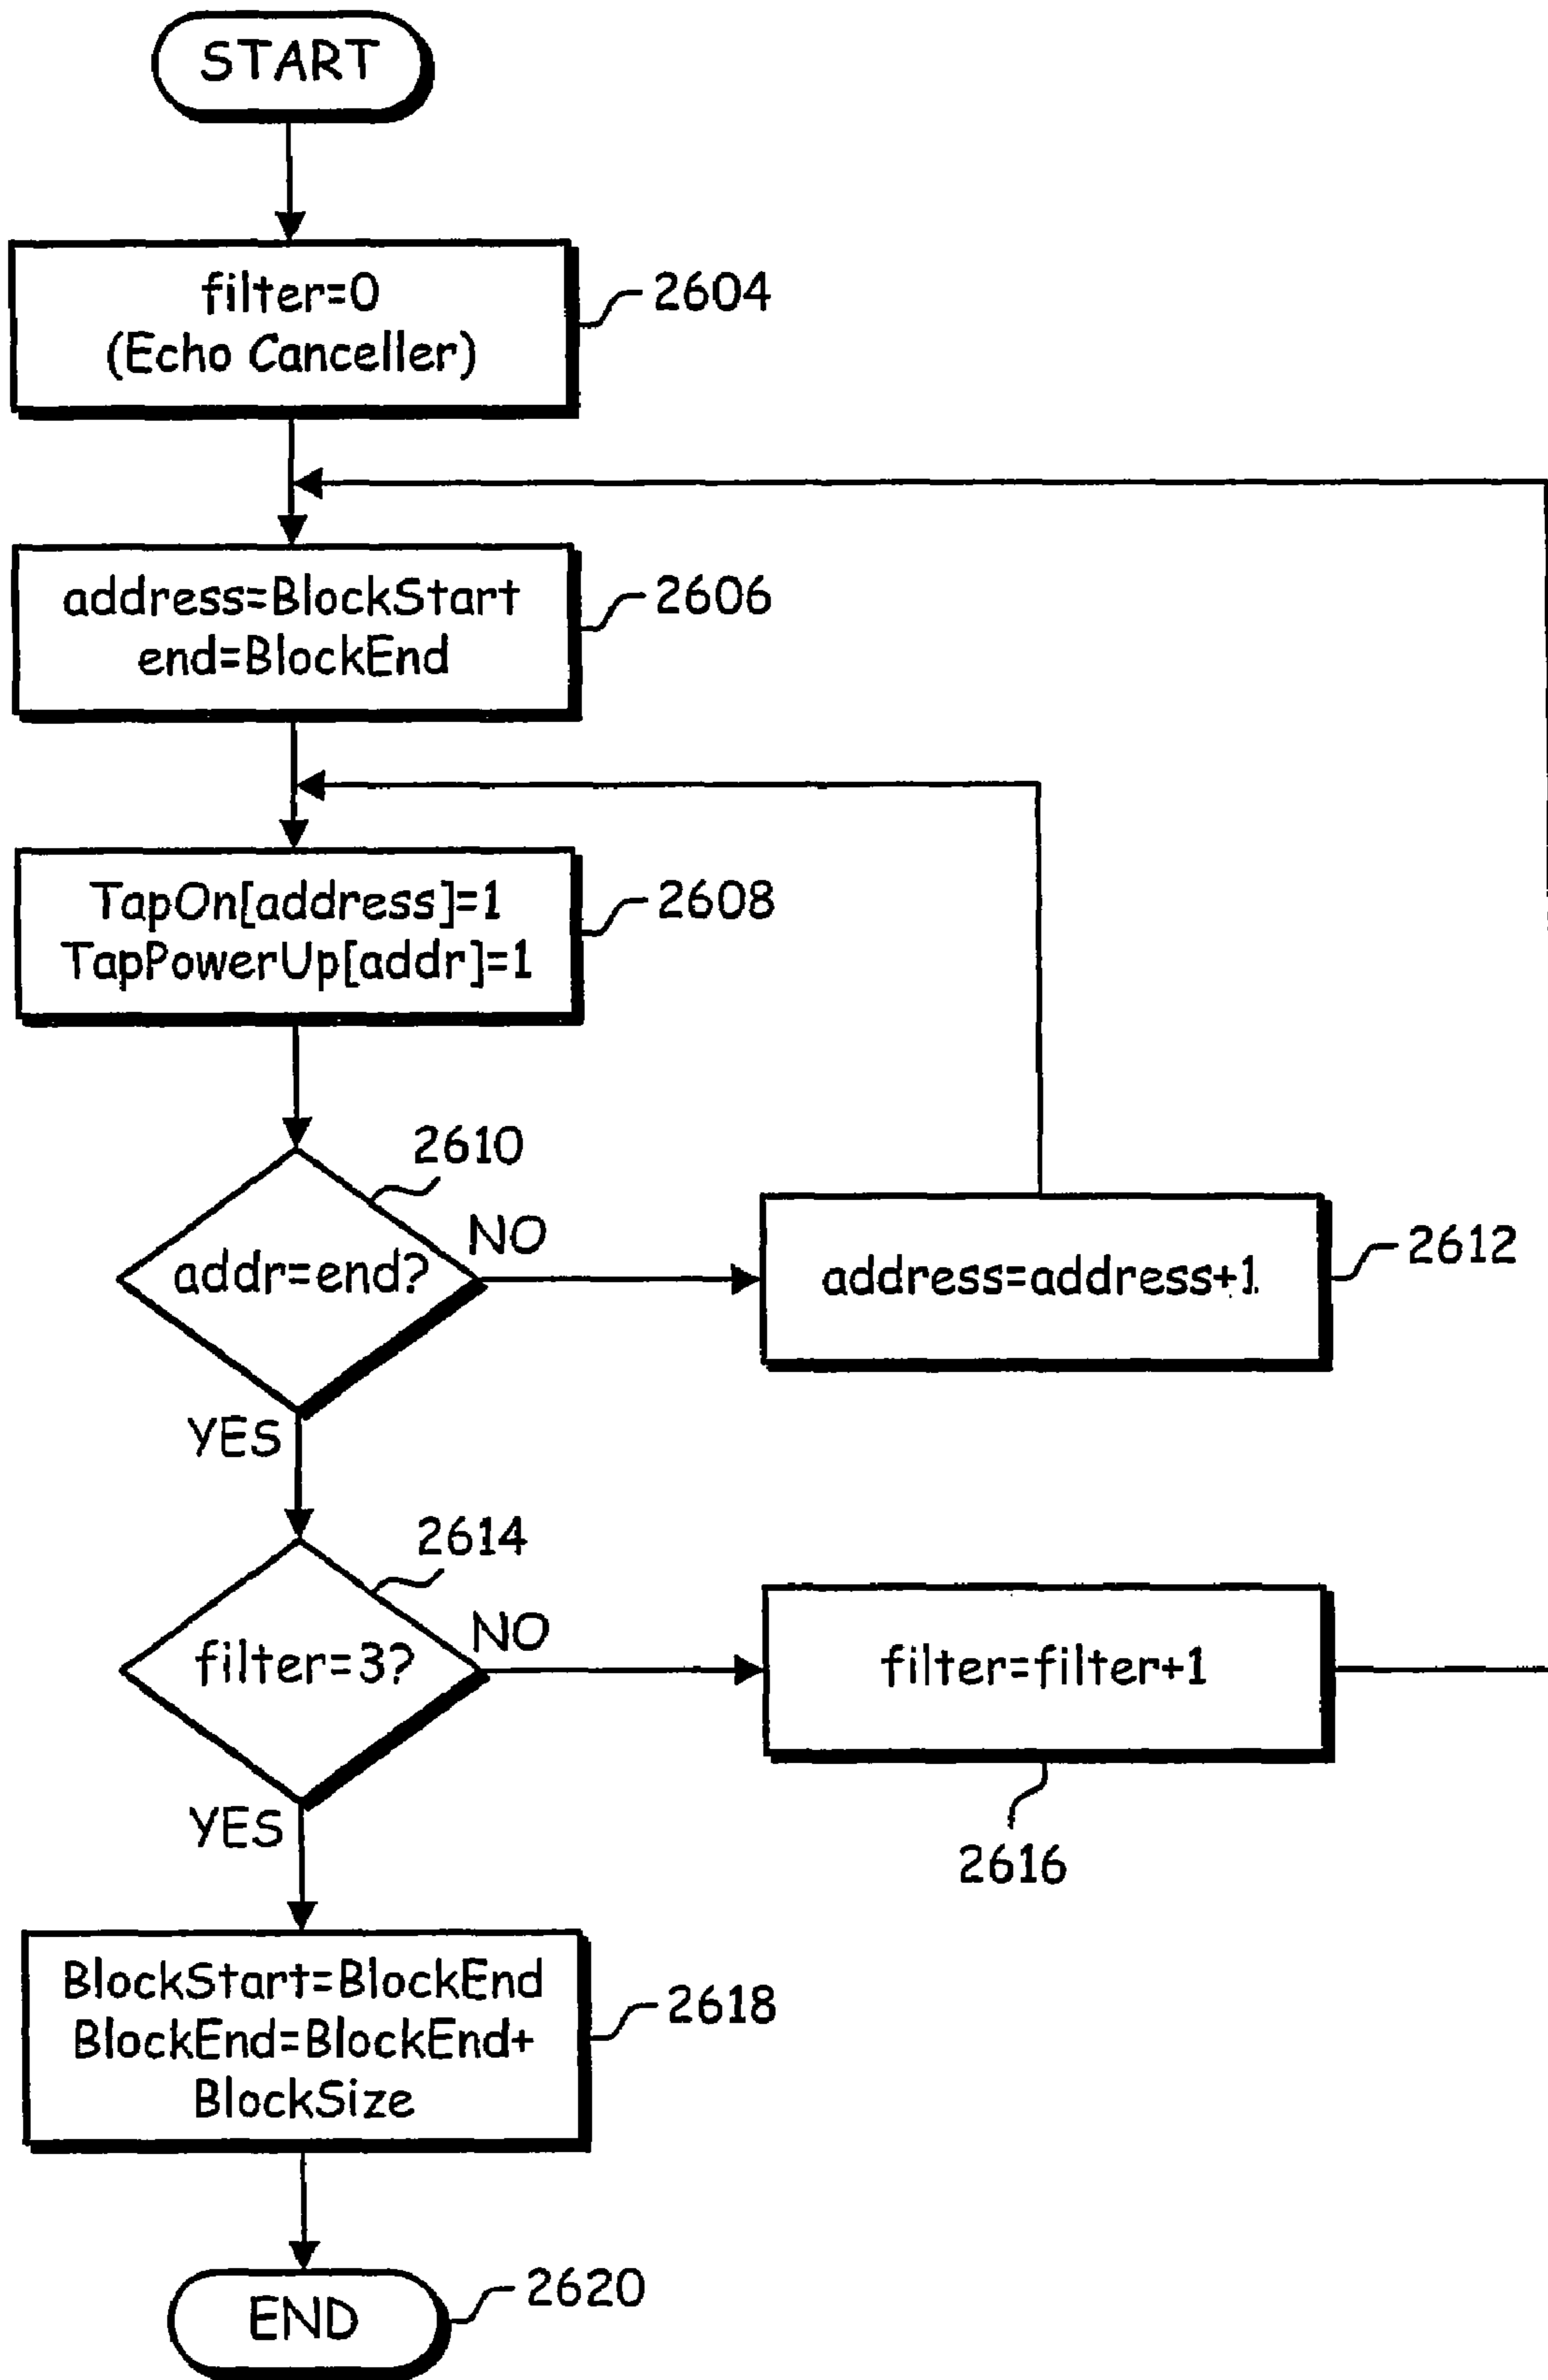 START
filter=0
(Echo Canceller)
2604
address=BlockStart
end=BlockEnd
2606
TapOn[address]=1
TapPowerUp[addr]=1
2608
2610
addr=end?
NO
address=address+1
2612
YES
2614
filter=3?
NO
filter=filter+1
2616
YES
BlockStart=BlockEnd
BlockEnd=BlockEnd+
BlockSize
2618
END
2620